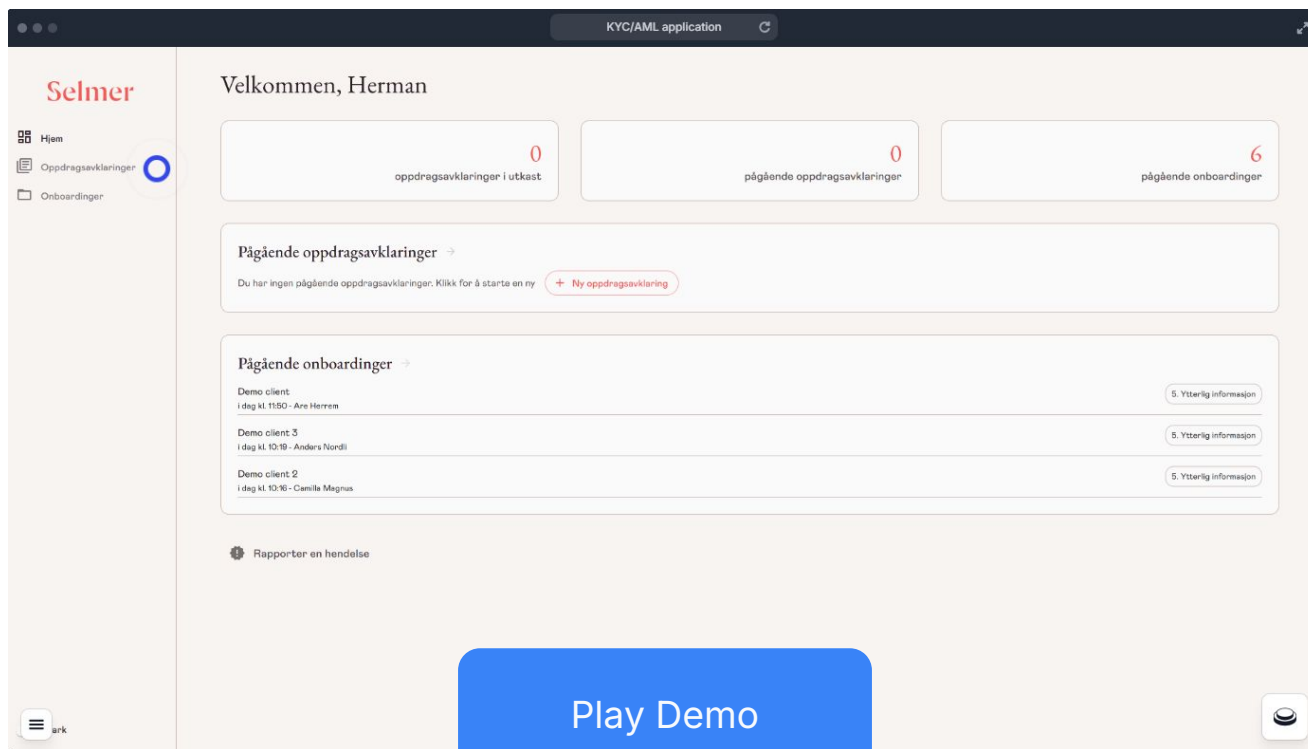 KYC/AML application
Selmer
Hjem
Oppdragsavklaringer
Onboardinger
Velkommen, Herman
0
oppdragsavklaringer i utkast
0
pågående oppdragsavklaringer
6
pågående onboardinger
Pågående oppdragsavklaringer →
Du har ingen pågående oppdragsavklaringer. Klikk for å starte en ny + Ny oppdragsavklaring
Pågående onboardinger →
Demo client
i dag kl. 11:50 - Are Herrem
5. Ytterlig informasjon
Demo client 3
i dag kl. 10:19 - Anders Nordli
5. Ytterlig informasjon
Demo client 2
i dag kl. 10:16 - Camilla Magnus
5. Ytterlig informasjon
Rapporter en hendelse
Play Demo
ark